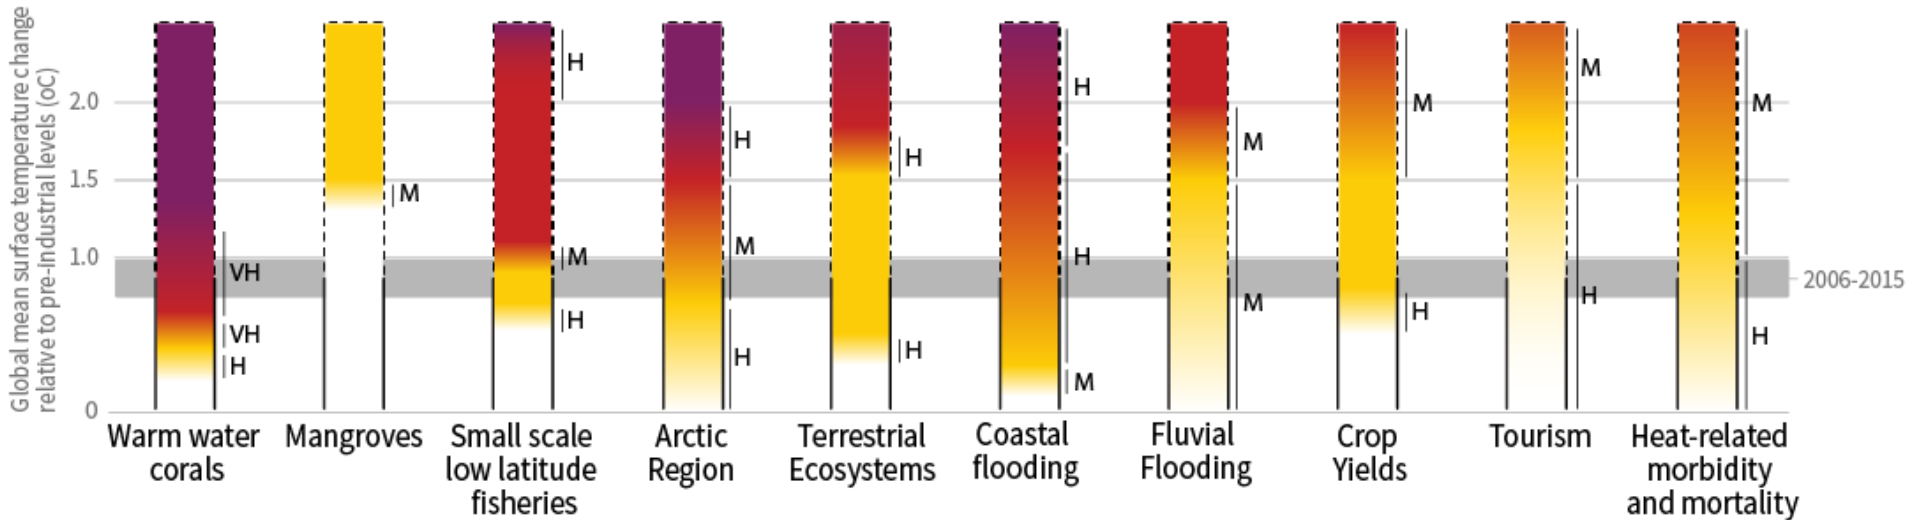 Global mean surface temperature change
relative to pre-industrial levels (oC)
2.0
1.5
1.0
0
VH
VH
H
M
H
M
H
H
M
H
H
H
H
H
M
M
M
M
H
M
H
M
H
2006-2015
Warm water
corals
Mangroves
Small scale
low latitude
fisheries
Arctic
Region
Terrestrial
Ecosystems
Coastal
flooding
Fluvial
Flooding
Crop
Yields
Tourism
Heat-related
morbidity
and mortality